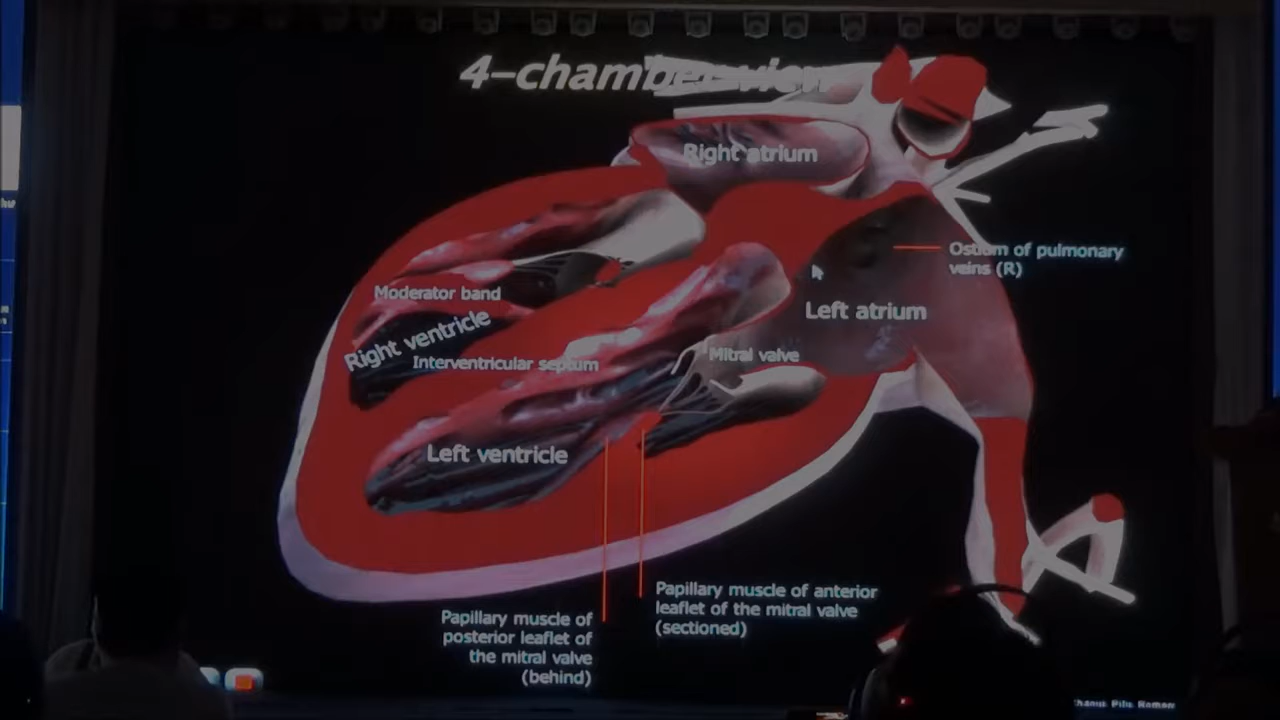 4-chamber view
Right atrium
Ostium of pulmonary
veins (R)
Moderator band
Left atrium
Right ventricle
Mitral valve
Interventricular septum
Left ventricle
Papillary muscle of anterior
leaflet of the mitral valve
(sectioned)
Papillary muscle of
posterior leaflet of
the mitral valve
(behind)